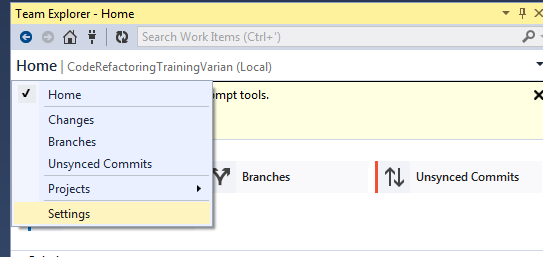 Team Explorer - Home
Search Work Items (Ctrl+')
Home | CodeRefactoringTrainingVarian (Local)
Home
mpt tools.
Changes
Branches
Unsynced Commits
Branches
Unsynced Commits
Projects
Settings